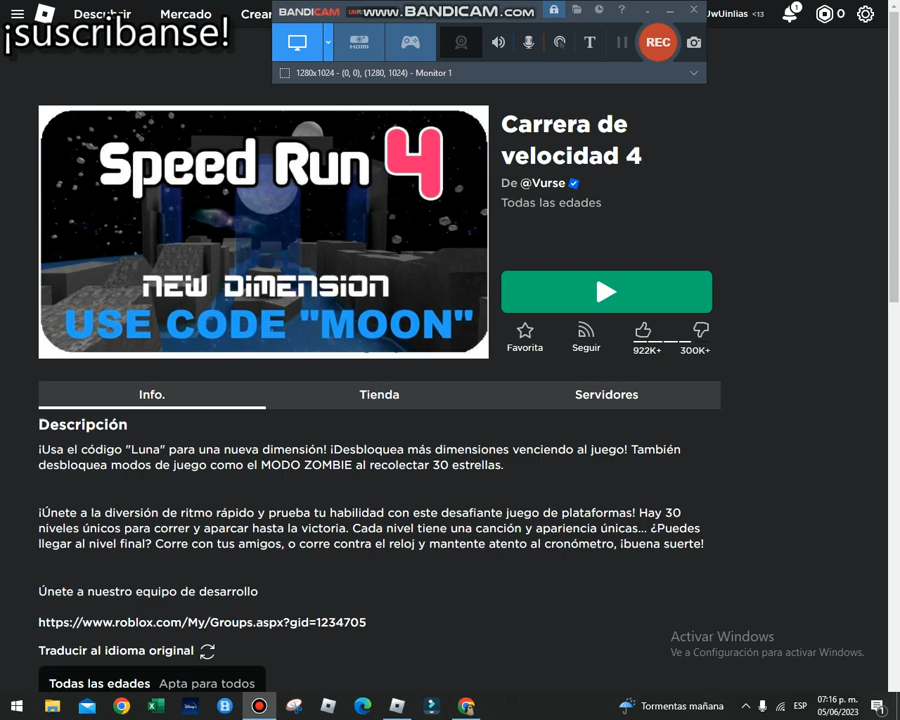 Descubrir
Mercado
Crear
BANDICAM
www.BANDICAM.com
JwUinlias <13
1
0
¡suscribanse!
HDMI
REC
1280x1024 - (0, 0), (1280, 1024) - Monitor 1
Speed Run 4
NEW DIMENSION
USE CODE "MOON"
Carrera de
velocidad 4
De @Vurse
Todas las edades
Favorita
Seguir
922K+
300K+
Info.
Tienda
Servidores
Descripción
¡Usa el código "Luna" para una nueva dimensión! ¡Desbloquea más dimensiones venciendo al juego! También
desbloquea modos de juego como el MODO ZOMBIE al recolectar 30 estrellas.
¡Únete a la diversión de ritmo rápido y prueba tu habilidad con este desafiante juego de plataformas! Hay 30
niveles únicos para correr y aparcar hasta la victoria. Cada nivel tiene una canción y apariencia únicas... ¿Puedes
llegar al nivel final? Corre con tus amigos, o corre contra el reloj y mantente atento al cronómetro, ¡buena suerte!
Únete a nuestro equipo de desarrollo
https://www.roblox.com/My/Groups.aspx?gid=1234705
Traducir al idioma original
Todas las edades Apta para todos
Activar Windows
Ve a Configuración para activar Windows.
Tormentas mañana
ESP
07:16 p. m.
05/06/2023